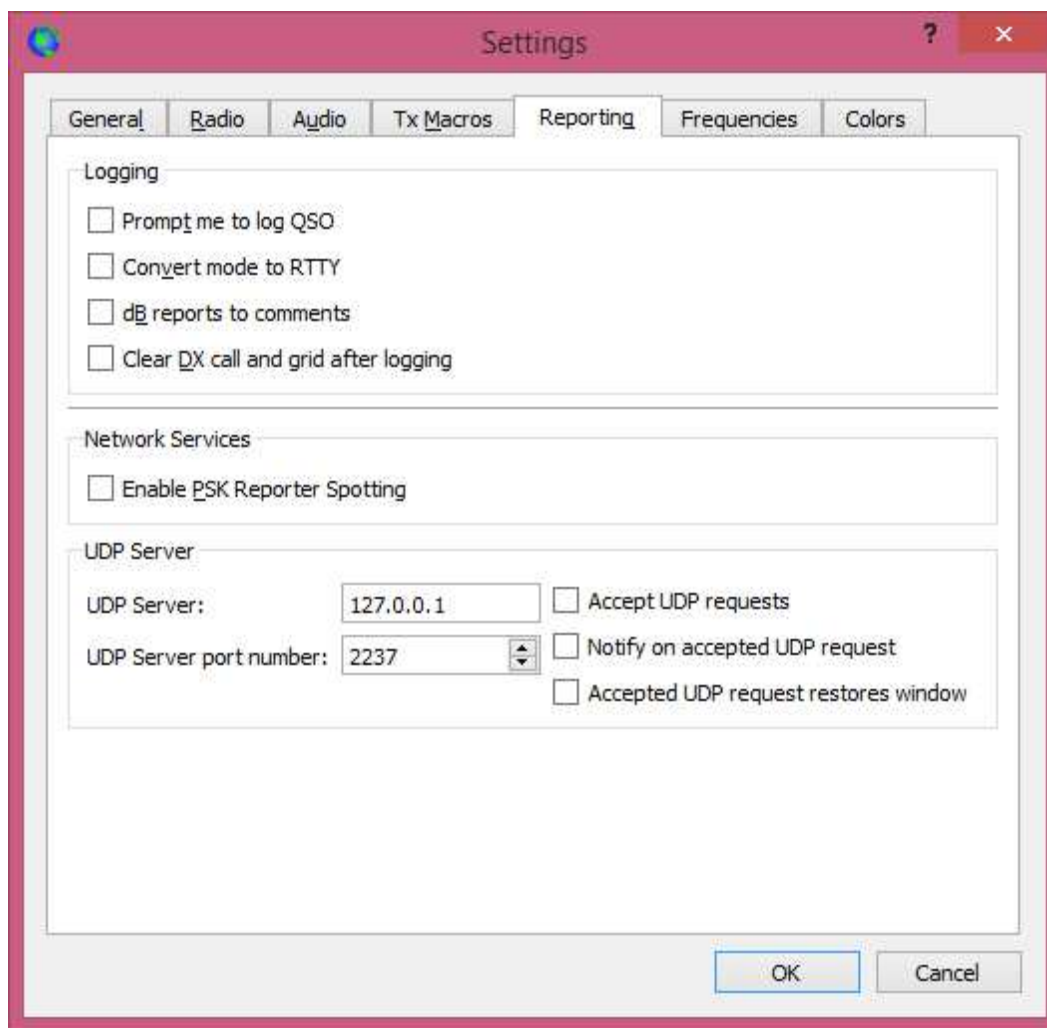 Settings
?
General Radio Audio Tx Macros Reporting Frequencies Colors
Logging
Prompt me to log QSO
Convert mode to RTTY
dB reports to comments
Clear DX call and grid after logging
Network Services
Enable PSK Reporter Spotting
UDP Server
UDP Server: 127.0.0.1 Accept UDP requests
UDP Server port number: 2237 Notify on accepted UDP request
Accepted UDP request restores window
OK Cancel